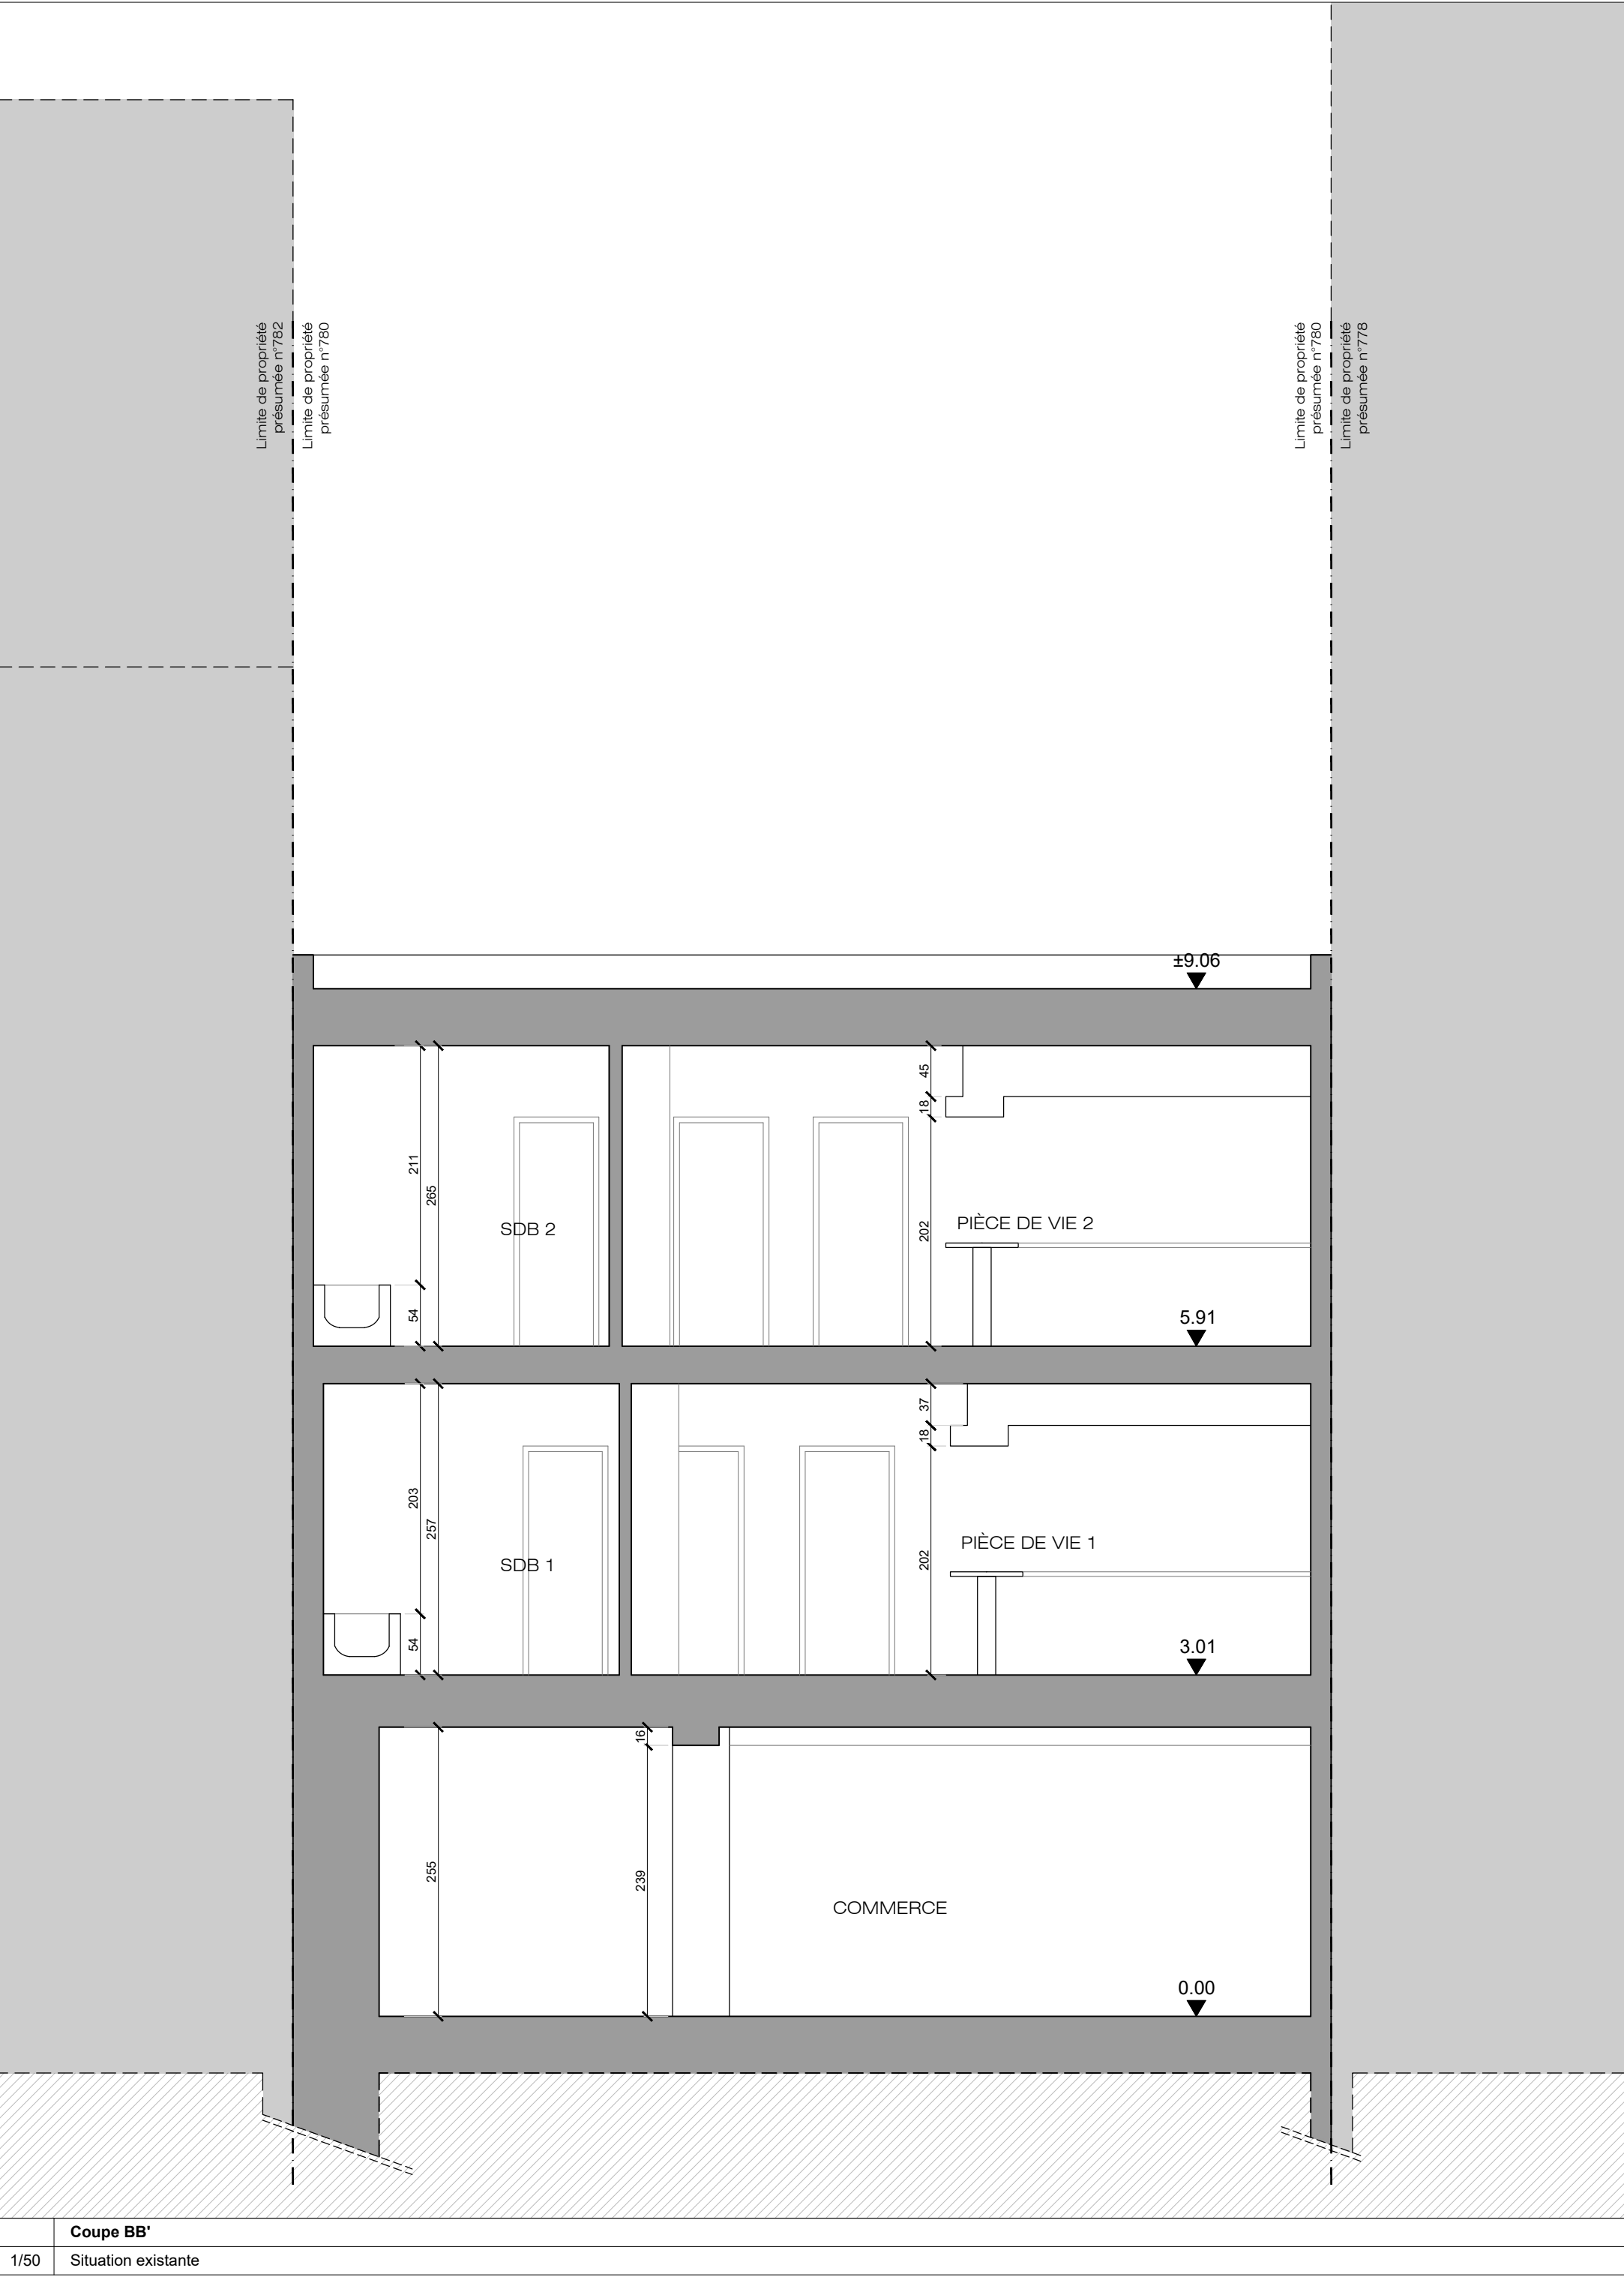 Limite de propriété
présumée n°782
Limite de propriété
présumée n°780
Limite de propriété
présumée n°780
Limite de propriété
présumée n°778
±9.06
45
18
211
265
202
SDB 2
PIÈCE DE VIE 2
54
5.91
37
18
203
257
202
SDB 1
PIÈCE DE VIE 1
54
3.01
16
255
239
COMMERCE
0.00
Coupe BB'
1/50 Situation existante